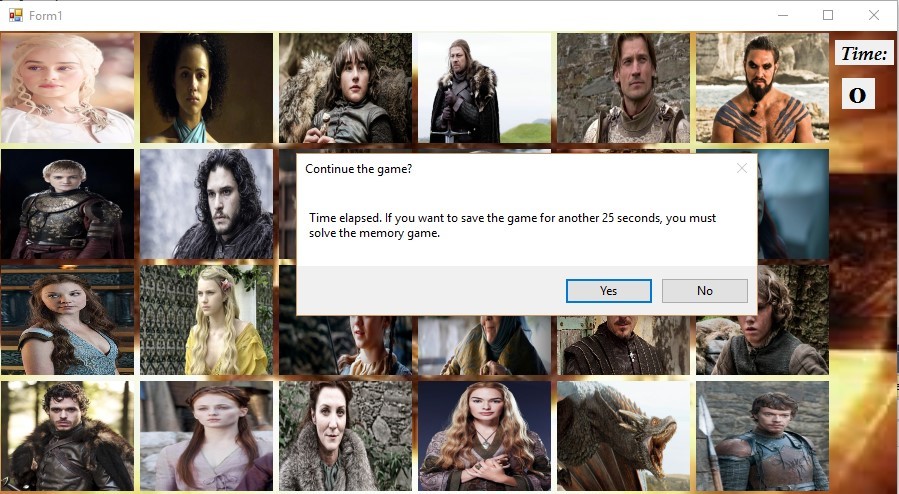 Form1
Time:
0
Continue the game?
Time elapsed. If you want to save the game for another 25 seconds, you must
solve the memory game.
Yes
No